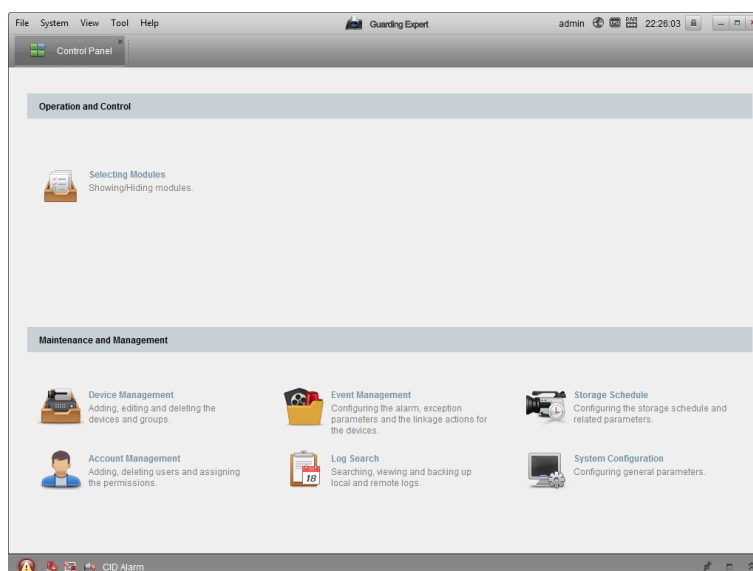 File System View Tool Help Guarding Expert admin 22:26:03
Control Panel
Operation and Control
Selecting Modules
Showing/Hiding modules.
Maintenance and Management
Device Management
Adding, editing and deleting the
devices and groups.
Event Management
Configuring the alarm, exception
parameters and the linkage actions for
the devices.
Storage Schedule
Configuring the storage schedule and
related parameters.
Account Management
Adding, deleting users and assigning
the permissions.
Log Search
Searching, viewing and backing up
local and remote logs.
18
System Configuration
Configuring general parameters.
CID Alarm